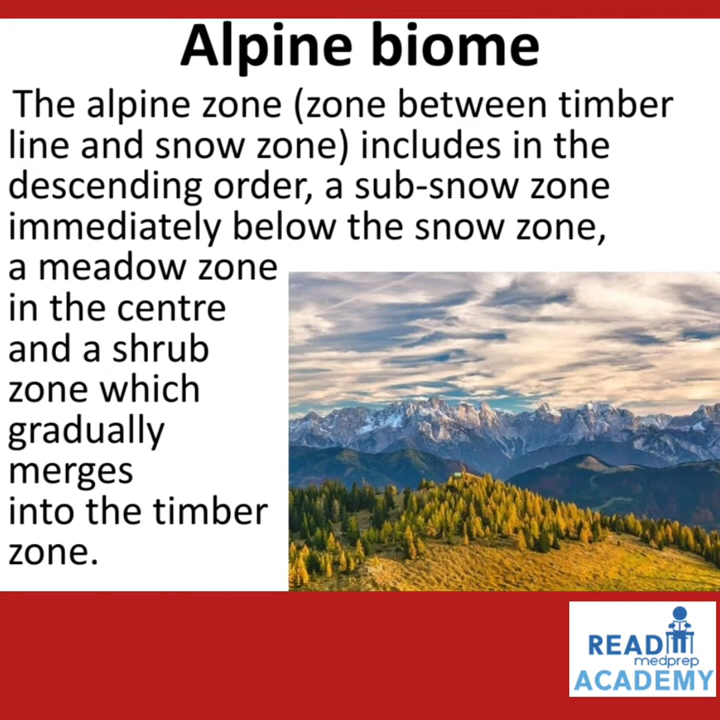 Alpine biome
The alpine zone (zone between timber
line and snow zone) includes in the
descending order, a sub-snow zone
immediately below the snow zone,
a meadow zone
in the centre
and a shrub
zone which
gradually
merges
into the timber
zone.
READ
medprep
ACADEMY